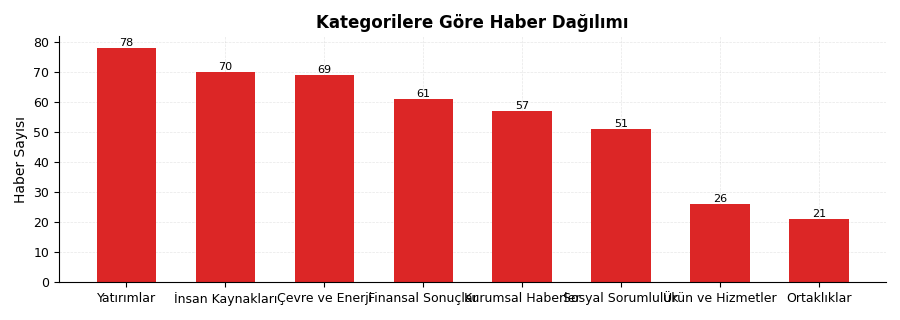 Kategorilere Göre Haber Dağılımı
Haber Sayısı
80
70
60
50
40
30
20
10
0
78
70
69
61
57
51
26
21
Yatırımlar
İnsan Kaynakları
Çevre ve Enerji
Finansal Sonuçlar
Kurumsal Haberler
Sosyal Sorumluluk
Ürün ve Hizmetler
Ortaklıklar